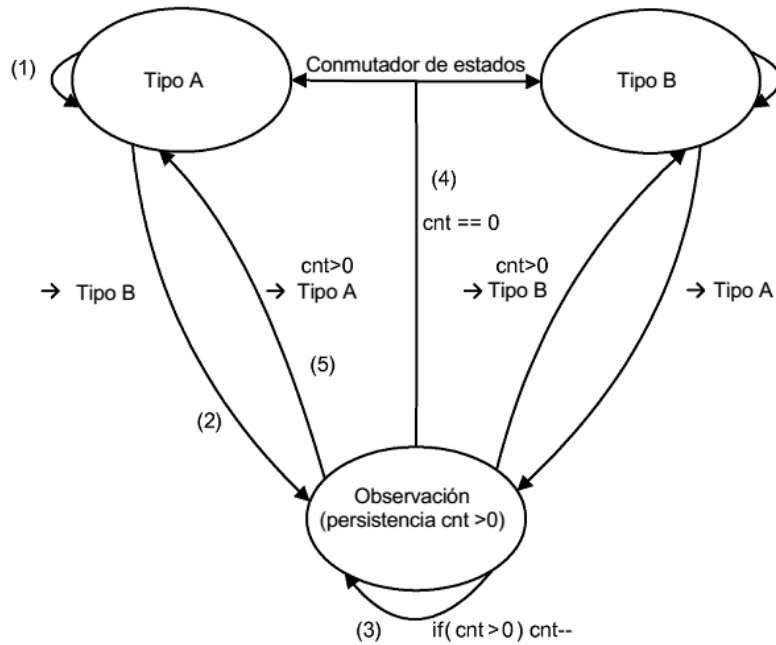 (1)
Tipo A
Conmutador de estados
Tipo B
(4)
cnt == 0
cnt>0
→ Tipo B
→ Tipo A
cnt>0
→ Tipo B
→ Tipo A
(5)
(2)
Observación
(persistencia cnt >0)
(3)
if( cnt>0) cnt--